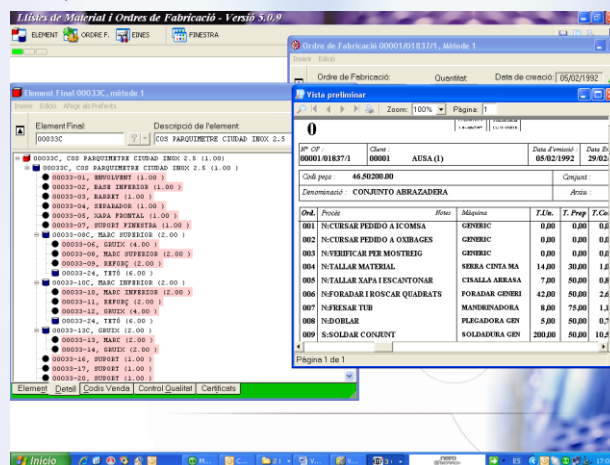 Llistes de Material i Ordres de Fabricació - Versió 5.0.9
ELEMENT ORDRE F. EINES FINESTRA
Ordre de Fabricació 00001/01837/1, Mètode 1
Inserir Edició
Ordre de Fabricació: Quantitat: Data de creació: 05/02/1992
Element Final 00033C, mètode 1
Inserir Edició Afegir als Preferits
Element Final: Descripció de l'element
00033C COS PARQUIMETRE CIUDAD INOX 2.5
00033C, COS PARQUIMETRE CIUDAD INOX 2.5 (1.00)
00033C, COS PARQUIMETRE CIUDAD INOX 2.5 (1.00 )
00033-01, ENVOLVENT (1.00 )
00033-02, BASE INFERIOR (1.00 )
00033-03, BARRET (1.00 )
00033-04, SEPARADOR (1.00 )
00033-05, XAPA FRONTAL (1.00 )
00033-07, SUPORT FINESTRA (1.00 )
00033-08C, MARC SUPERIOR (2.00 )
00033-06, GRUIX (4.00 )
00033-08, MARC SUPERIOR (2.00 )
00033-09, REFORÇ (2.00 )
00033-24, TETÓ (6.00 )
00033-10C, MARC INFERIOR (2.00 )
00033-10, MARC INFERIOR (2.00 )
00033-11, REFORÇ (2.00 )
00033-12, GRUIX (4.00 )
00033-24, TETÓ (6.00 )
00033-13C, GRUIX (2.00 )
00033-13, MARC (2.00 )
00033-14, GRUIX (2.00 )
00033-16, SUPORT (1.00 )
00033-17, SUPORT (1.00 )
00033-20, SUPORT (1.00 )
Element Detall Codis Venda Control Qualitat Certificats
Vista preliminar
Zoom: 100% Pàgina: 1
0
Nº OF : Client : Data d'emissió :
00001/01837/1 00001 AUSA (1) 05/02/1992 29/02/
Codi peça : 46.50200.00 Conjunt :
Denominació : CONJUNTO ABRAZADERA Arxiu :
Ord. Procés Notes Màquina T.Un. T. Prep
001 N:CURSAR PEDIDO A ICOMSA GENERIC 0,00 0,00
002 N:CURSAR PEDIDO A OXIBAGES GENERIC 0,00 0,00
003 N:VERIFICAR PER MOSTREIG GENERIC 0,00 0,00
004 N:TALLAR MATERIAL SERRA CINTA MA 14,00 30,00
005 N:TALLAR XAPA I ESCANTONAR CISALLA ARRASA 7,00 50,00
006 N:FORADAR I ROSCAR QUADRATS FORADAR GENERI 42,00 50,00
007 N:FRESAR TUB MANDRINADORA 8,00 75,00
008 N:DOBLAR PLEGADORA GEN 5,00 50,00
009 S:SOLDAR CONJUNT SOLDADURA GEN 200,00 50,00
Pàgina 1 de 1
Inicio
ES